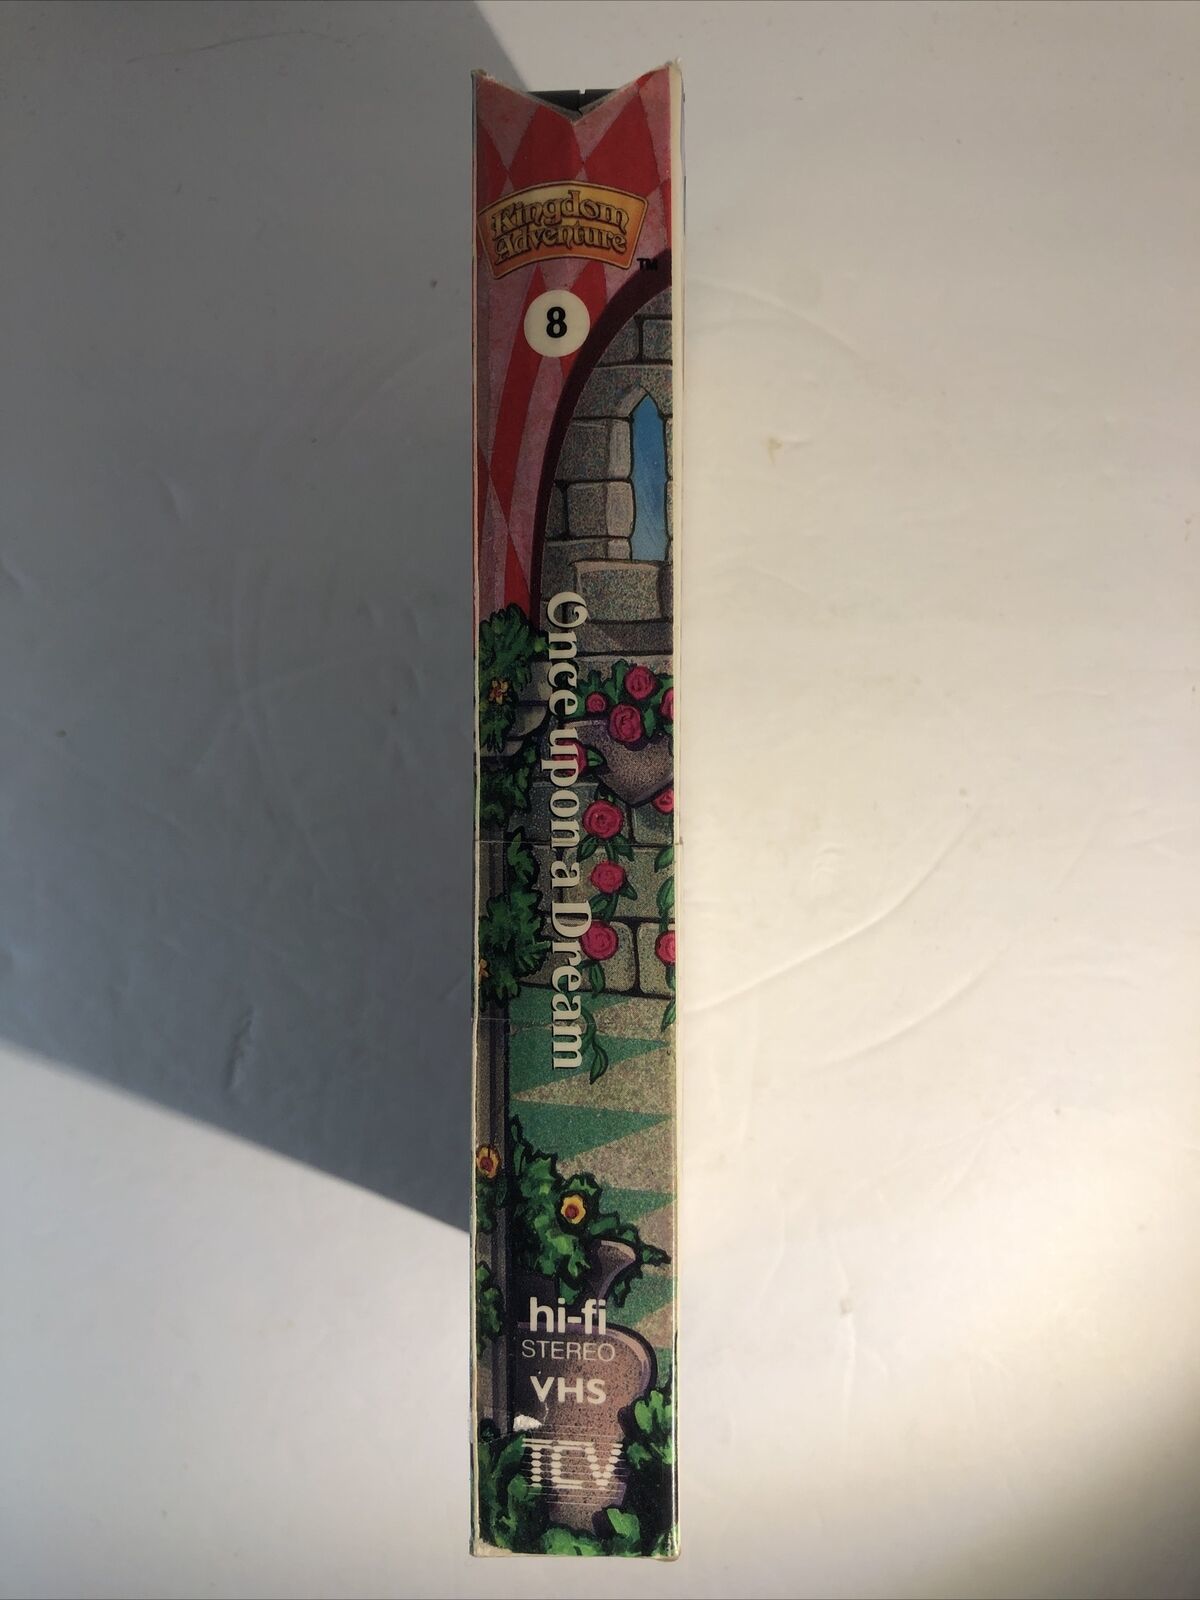 Kingdom
Adventure
TM
8
Once upon a Dream
hi-fi
STEREO
VHS